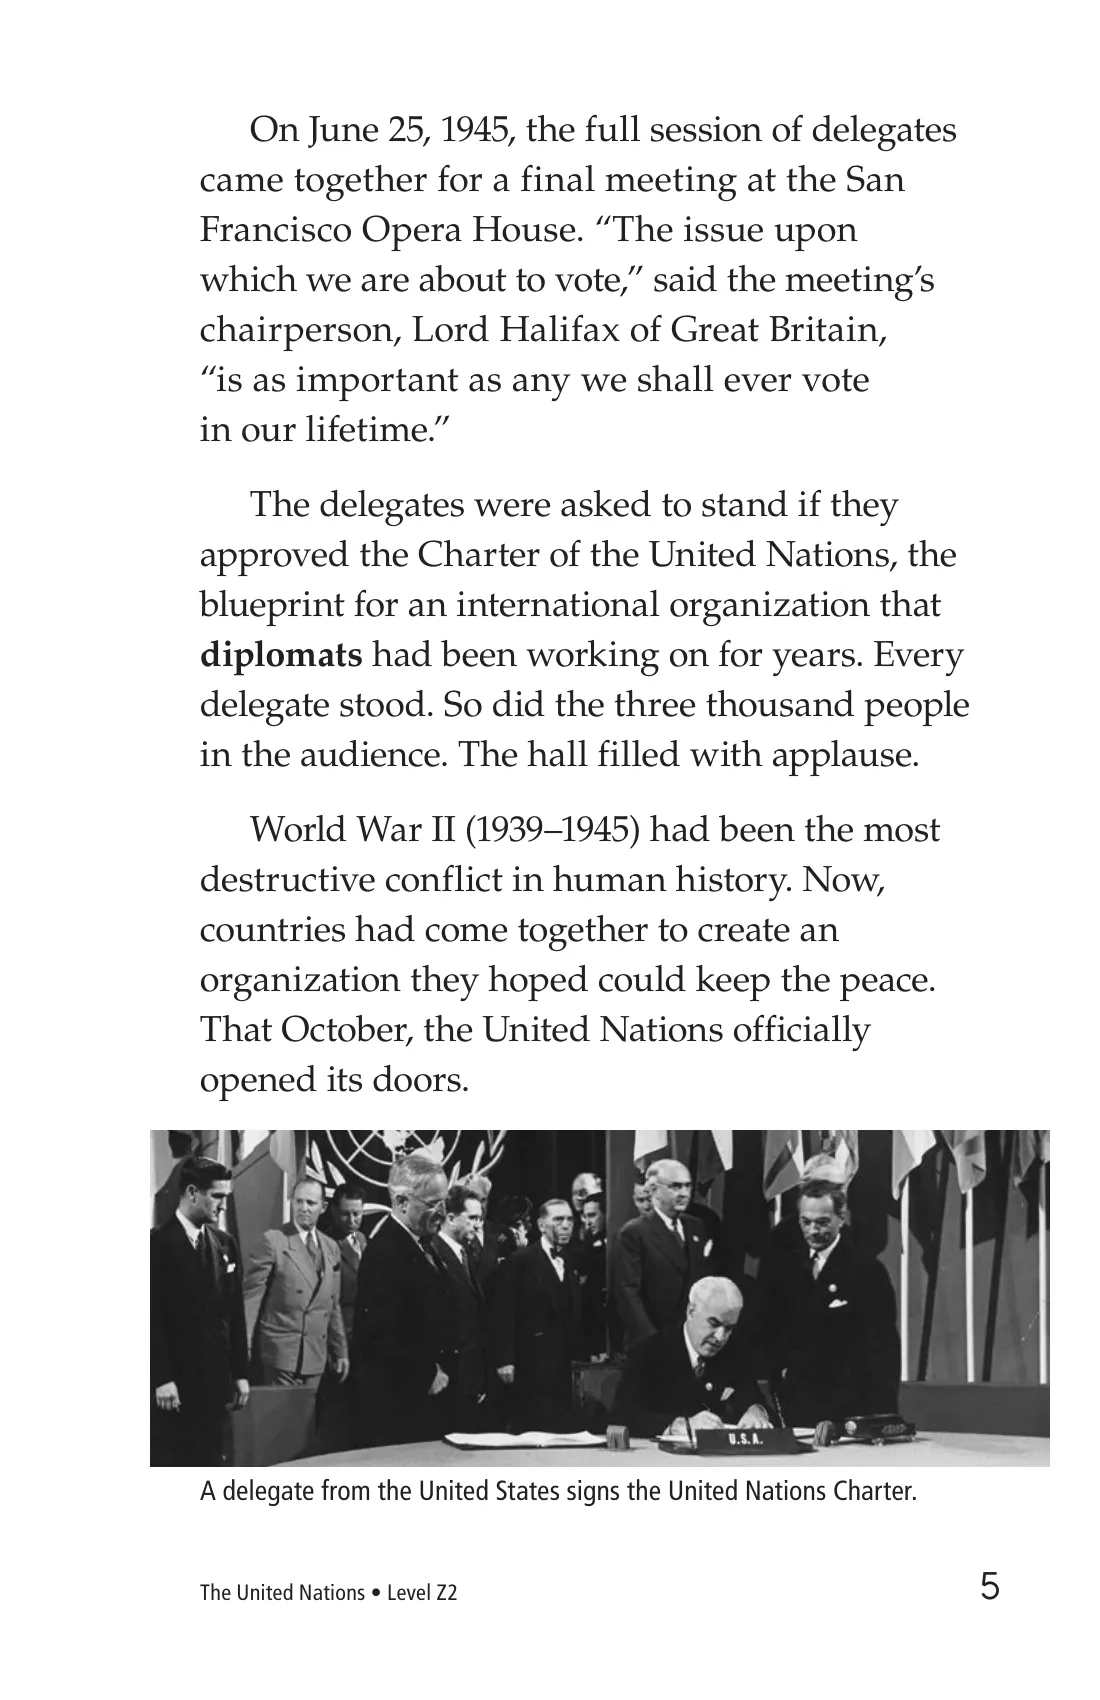 On June 25, 1945, the full session of delegates
came together for a final meeting at the San
Francisco Opera House. “The issue upon
which we are about to vote,” said the meeting’s
chairperson, Lord Halifax of Great Britain,
“is as important as any we shall ever vote
in our lifetime.”
The delegates were asked to stand if they
approved the Charter of the United Nations, the
blueprint for an international organization that
diplomats had been working on for years. Every
delegate stood. So did the three thousand people
in the audience. The hall filled with applause.
World War II (1939–1945) had been the most
destructive conflict in human history. Now,
countries had come together to create an
organization they hoped could keep the peace.
That October, the United Nations officially
opened its doors.
U.S.A.
A delegate from the United States signs the United Nations Charter.
The United Nations • Level Z2
5